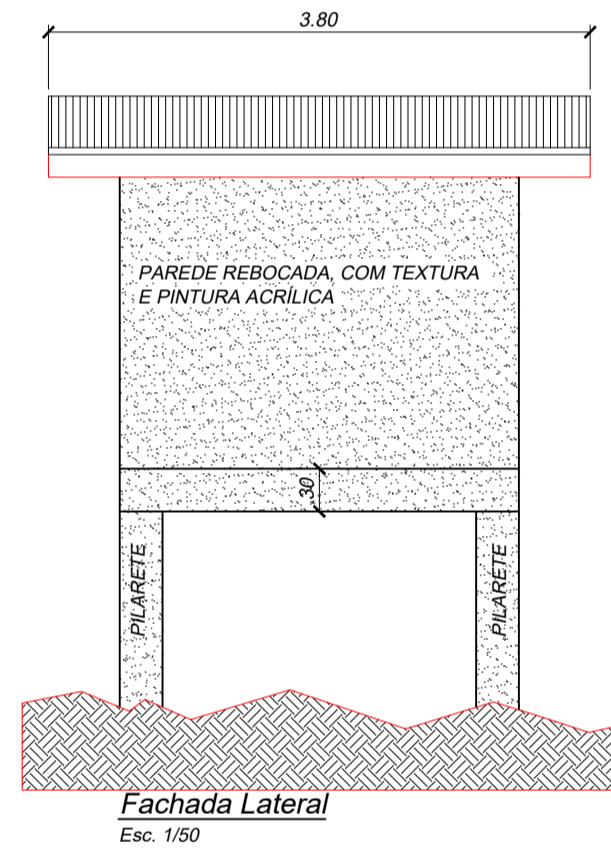 3.80
PAREDE REBOCADA, COM TEXTURA
E PINTURA ACRÍLICA
.30
PILARETE
PILARETE
Fachada Lateral
Esc. 1/50